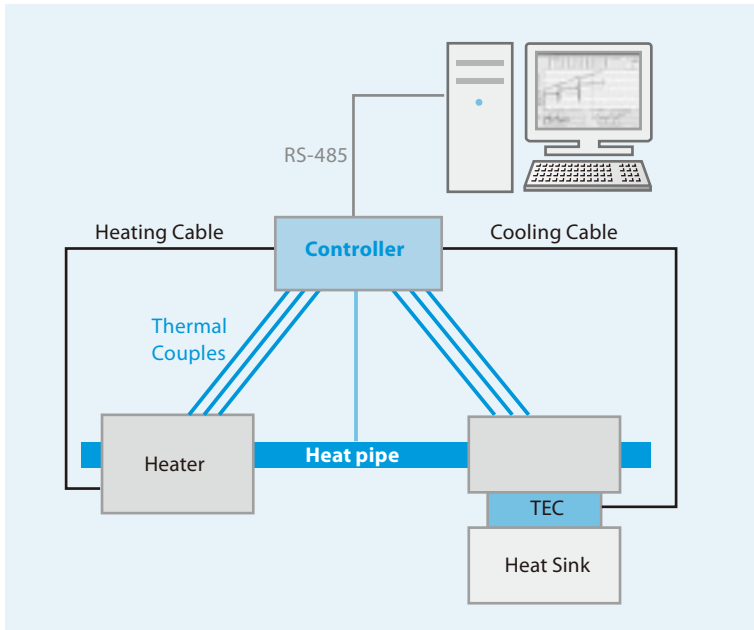 RS-485
Heating Cable
Controller
Cooling Cable
Thermal
Couples
Heater
Heat pipe
TEC
Heat Sink